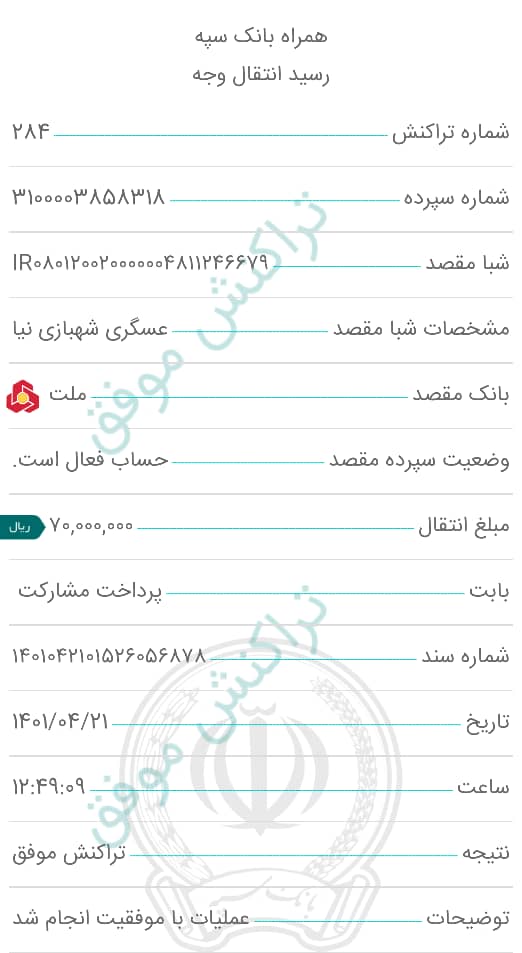 همراه بانک سپه
رسید انتقال وجه
شماره تراکنش ۲۸۴
شماره سپرده ۳۱۰۰۰۰۳۸۵۸۳۱۸
شبا مقصد IR۰۸۰۱۲۰۰۲۰۰۰۰۰۰۴۸۱۱۲۴۶۶۷۹
مشخصات شبا مقصد عسگری شهبازی نیا
بانک مقصد ملت
وضعیت سپرده مقصد حساب فعال است.
مبلغ انتقال ۷۰,۰۰۰,۰۰۰ ریال
بابت پرداخت مشارکت
شماره سند ۱۴۰۱۰۴۲۱۰۱۵۲۶۰۵۶۸۷۸
تاریخ ۱۴۰۱/۰۴/۲۱
ساعت ۱۲:۴۹:۰۹
نتیجه تراکنش موفق
توضیحات عملیات با موفقیت انجام شد
تراکنش موفق
تراکنش موفق
بانک سپه